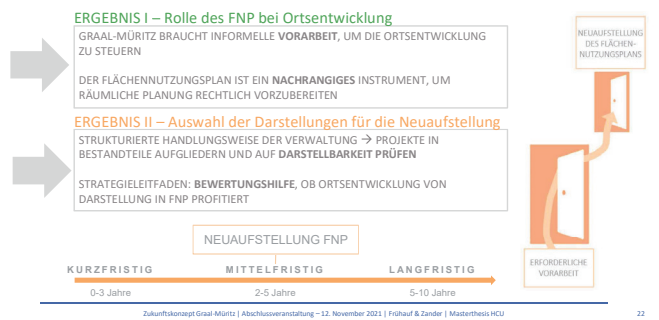 ERGEBNIS I – Rolle des FNP bei Ortsentwicklung
GRAAL-MÜRITZ BRAUCHT INFORMELLE VORARBEIT, UM DIE ORTSENTWICKLUNG
ZU STEUERN
DER FLÄCHENNUTZUNGSPLAN IST EIN NACHRANGIGES INSTRUMENT, UM
RÄUMLICHE PLANUNG RECHTLICH VORZUBEREITEN
ERGEBNIS II – Auswahl der Darstellungen für die Neuaufstellung
STRUKTURIERTE HANDLUNGSWEISE DER VERWALTUNG → PROJEKTE IN
BESTANDTEILE AUFGLIEDERN UND AUF DARSTELLBARKEIT PRÜFEN
STRATEGIELEITFADEN: BEWERTUNGSHILFE, OB ORTSENTWICKLUNG VON
DARSTELLUNG IN FNP PROFITIERT
NEUAUFSTELLUNG
DES FLÄCHEN-
NUTZUNGSPLANS
ERFORDERLICHE
VORARBEIT
NEUAUFSTELLUNG FNP
KURZFRISTIG MITTELFRISTIG LANGFRISTIG
0-3 Jahre 2-5 Jahre 5-10 Jahre
Zukunftskonzept Graal-Müritz | Abschlussveranstaltung – 12. November 2021 | Frühauf & Zander | Masterthesis HCU 22